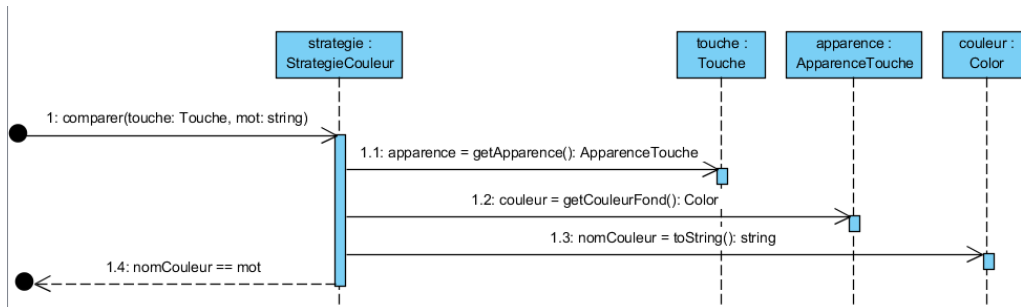 strategie :
StrategieCouleur
touche :
Touche
apparence :
ApparenceTouche
couleur :
Color
1: comparer(touche: Touche, mot: string)
1.1: apparence = getApparence(): ApparenceTouche
1.2: couleur = getCouleurFond(): Color
1.3: nomCouleur = toString(): string
1.4: nomCouleur == mot